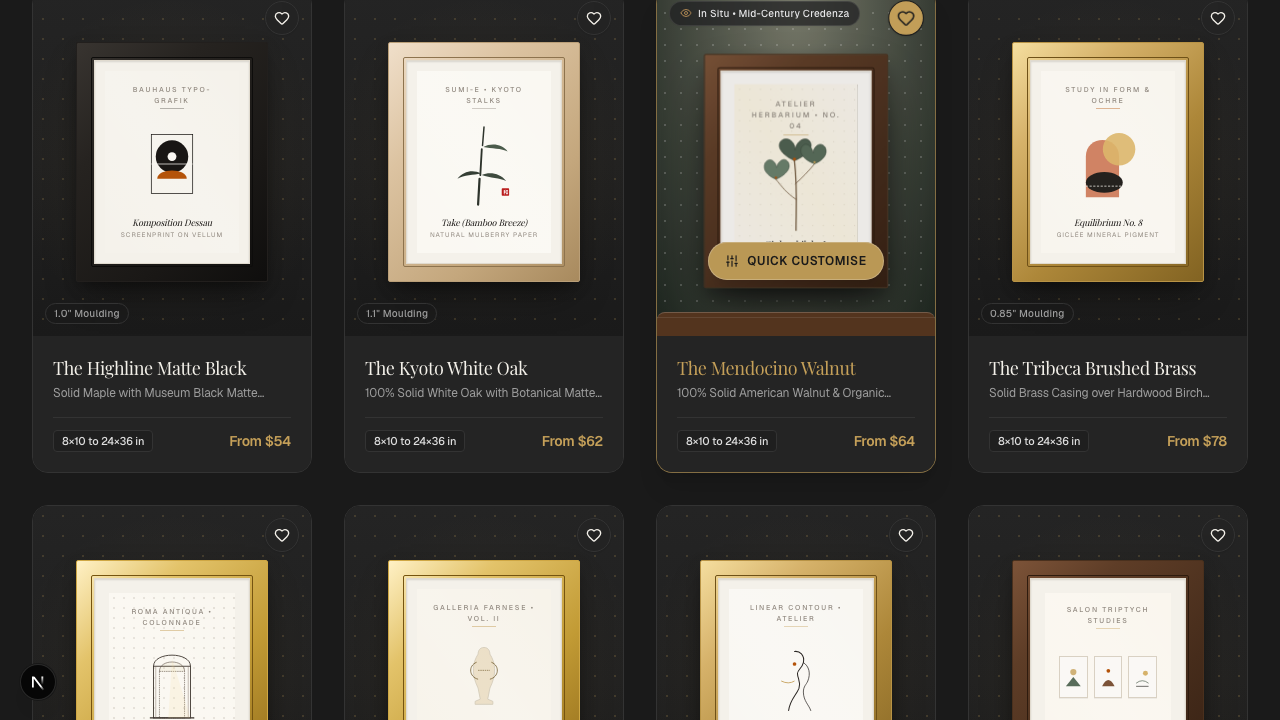 In Situ • Mid-Century Credenza
BAUHAUS TYPO-
GRAFIK
Komposition Dessau
SCREENPRINT ON VELLUM
1.0" Moulding
SUMI-E • KYOTO
STALKS
Take (Bamboo Breeze)
NATURAL MULBERRY PAPER
1.1" Moulding
ATELIER
HERBARIUM • NO.
04
QUICK CUSTOMISE
STUDY IN FORM &
OCHRE
Equilibrium No. 8
GICLÉE MINERAL PIGMENT
0.85" Moulding
The Highline Matte Black
Solid Maple with Museum Black Matte...
8×10 to 24×36 in
From $54
The Kyoto White Oak
100% Solid White Oak with Botanical Matte...
8×10 to 24×36 in
From $62
The Mendocino Walnut
100% Solid American Walnut & Organic...
8×10 to 24×36 in
From $64
The Tribeca Brushed Brass
Solid Brass Casing over Hardwood Birch...
8×10 to 24×36 in
From $78
ROMA ANTIQUA •
COLONNADE
GALLERIA FARNESE •
VOL. II
LINEAR CONTOUR •
ATELIER
SALON TRIPTYCH
STUDIES
N